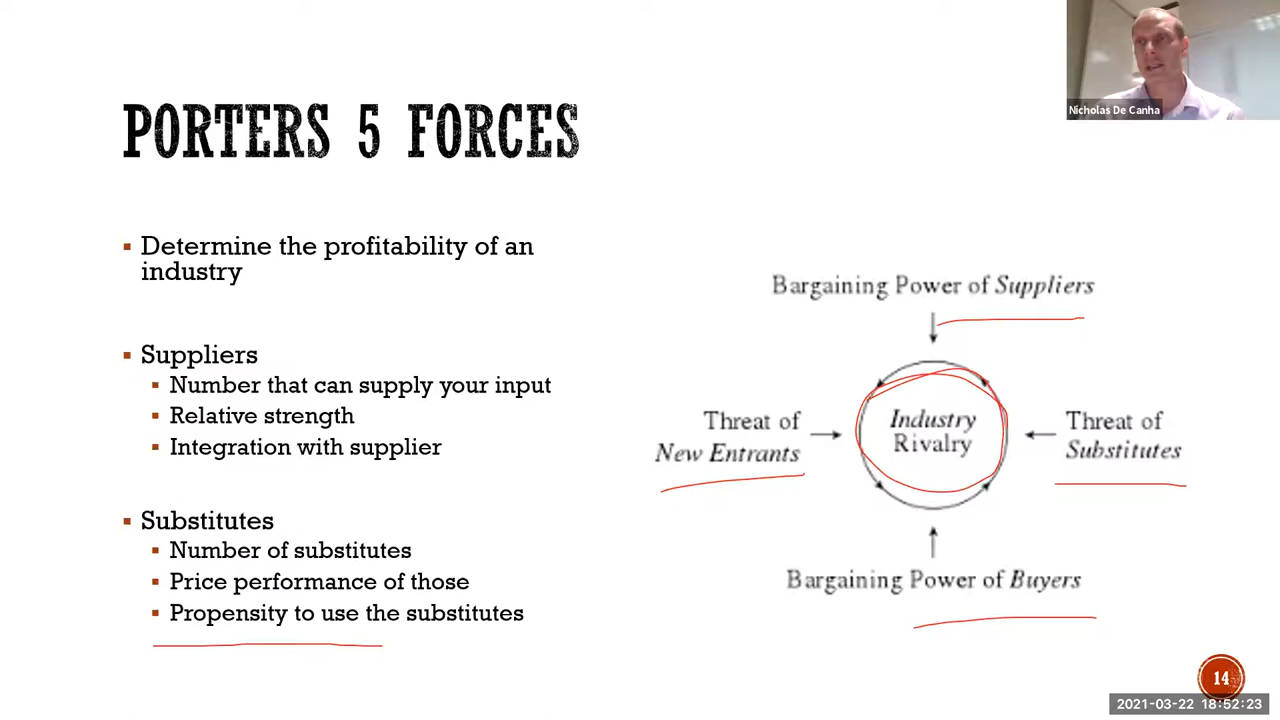 Nicholas De Canha
PORTERS 5 FORCES
Determine the profitability of an
industry
Suppliers
Number that can supply your input
Relative strength
Integration with supplier
Substitutes
Number of substitutes
Price performance of those
Propensity to use the substitutes
Bargaining Power of Suppliers
Threat of
New Entrants
Industry
Rivalry
Threat of
Substitutes
Bargaining Power of Buyers
14
2021-03-22 18:52:23